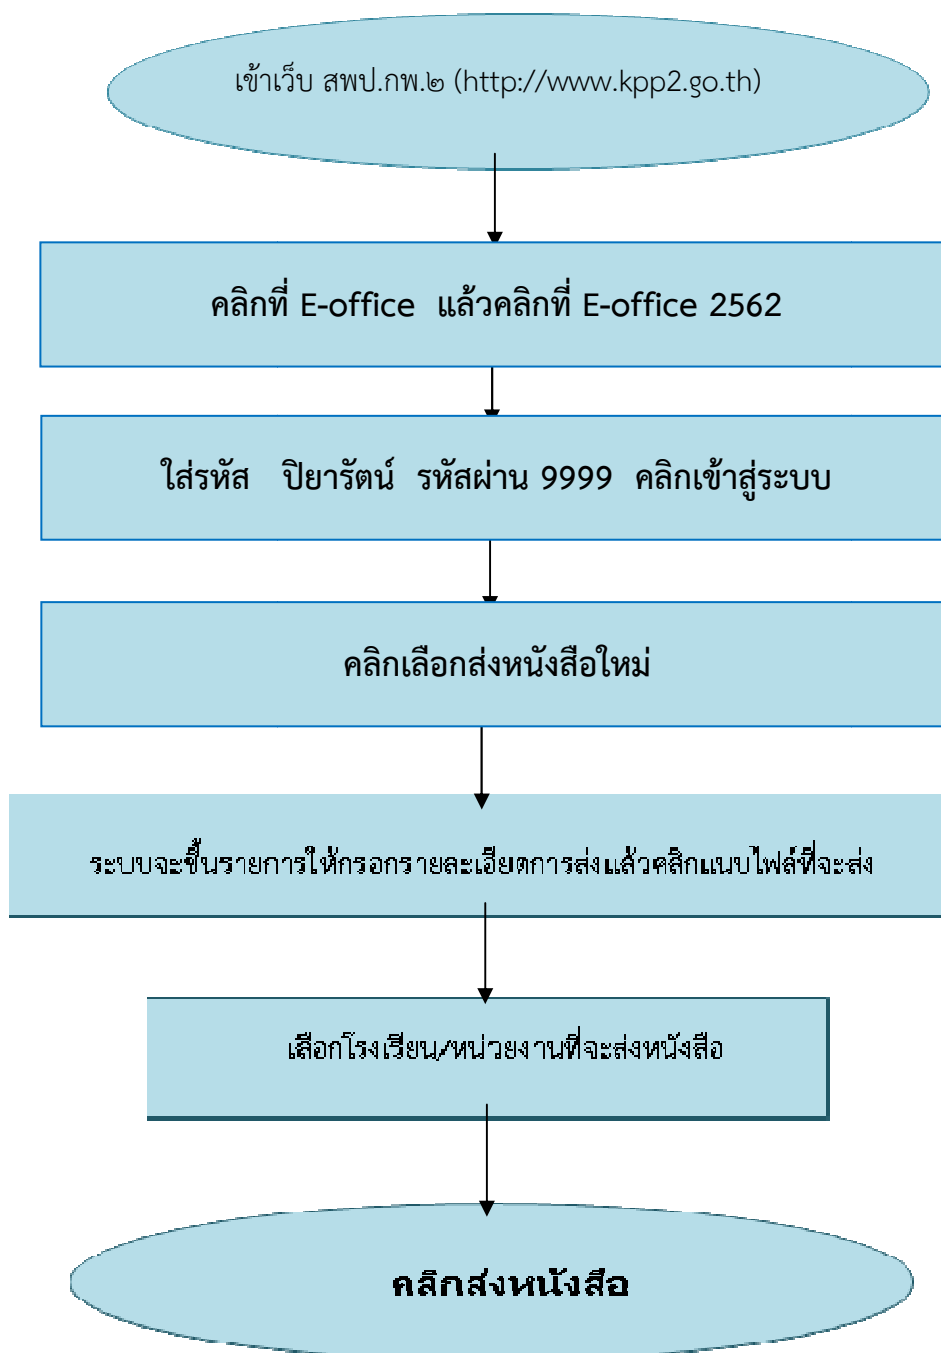 เข้าเว็บ สพป.กพ.๒ (http://www.kpp2.go.th)
คลิกที่ E-office แล้วคลิกที่ E-office 2562
ใส่รหัส ปิยารัตน์ รหัสผ่าน 9999 คลิกเข้าสู่ระบบ
คลิกเลือกส่งหนังสือใหม่
ระบบจะขึ้นรายการให้กรอกรายละเอียดการส่งแล้วคลิกแนบไฟล์ที่จะส่ง
เลือกโรงเรียน/หน่วยงานที่จะส่งหนังสือ
คลิกส่งหนังสือ